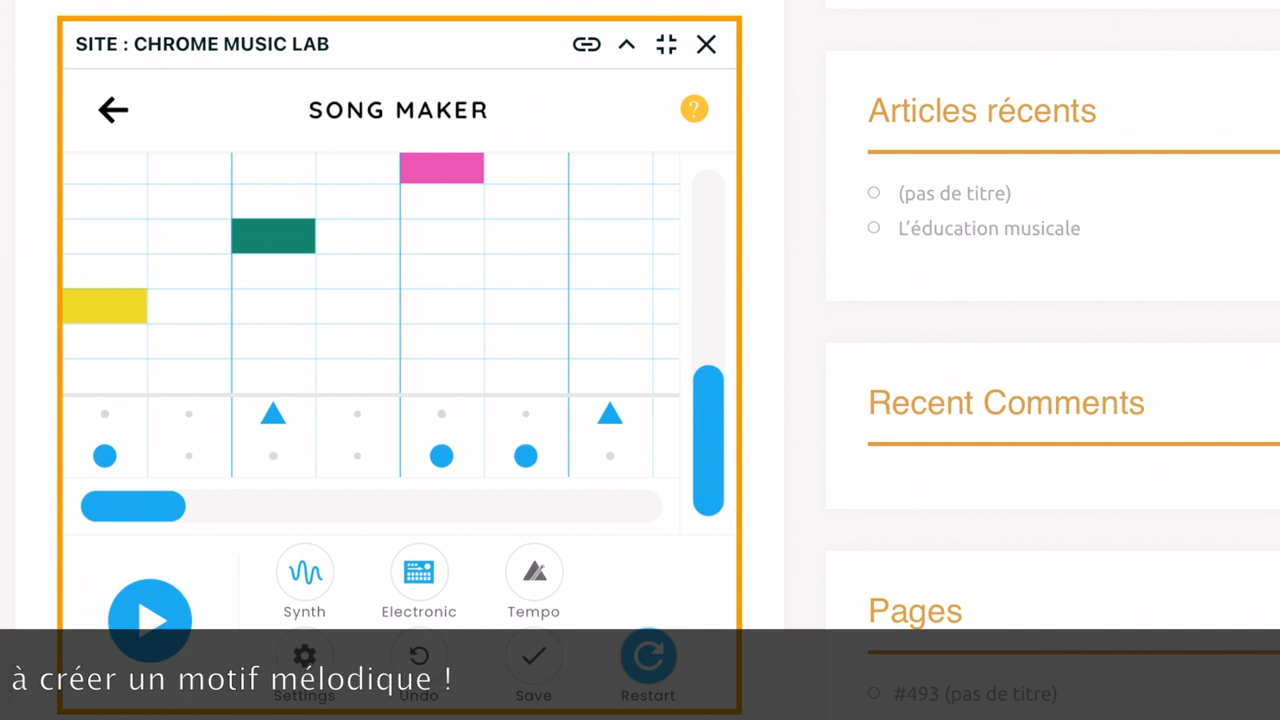 SITE : CHROME MUSIC LAB
SONG MAKER
?
Synth
Electronic
Tempo
Settings
Undo
Save
Restart
à créer un motif mélodique !
Articles récents
(pas de titre)
L'éducation musicale
Recent Comments
Pages
#493 (pas de titre)